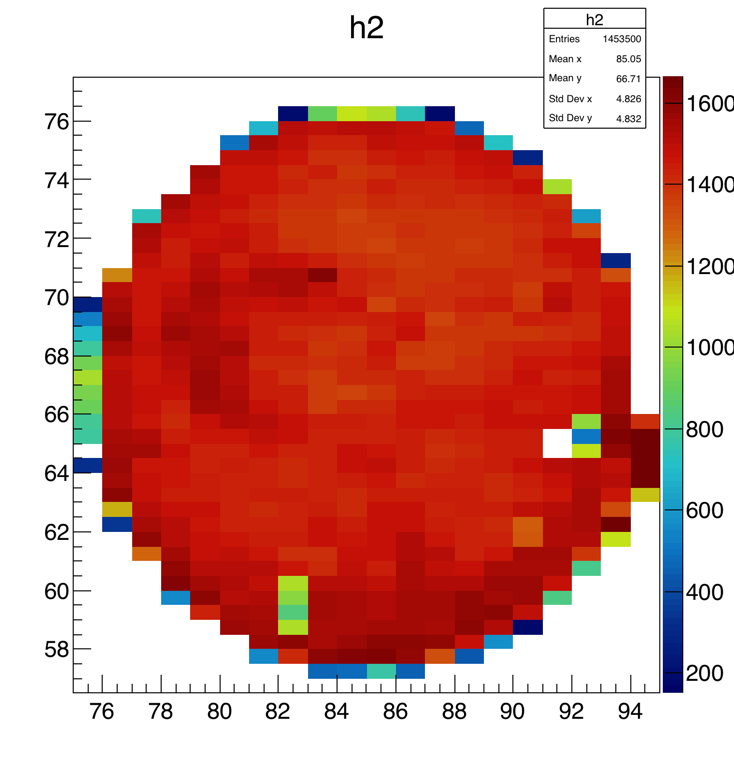 h2
h2
Entries 1453500
Mean x 85.05
Mean y 66.71
Std Dev x 4.826
Std Dev y 4.832
76
74
72
70
68
66
64
62
60
58
76 78 80 82 84 86 88 90 92 94
1600
1400
1200
1000
800
600
400
200